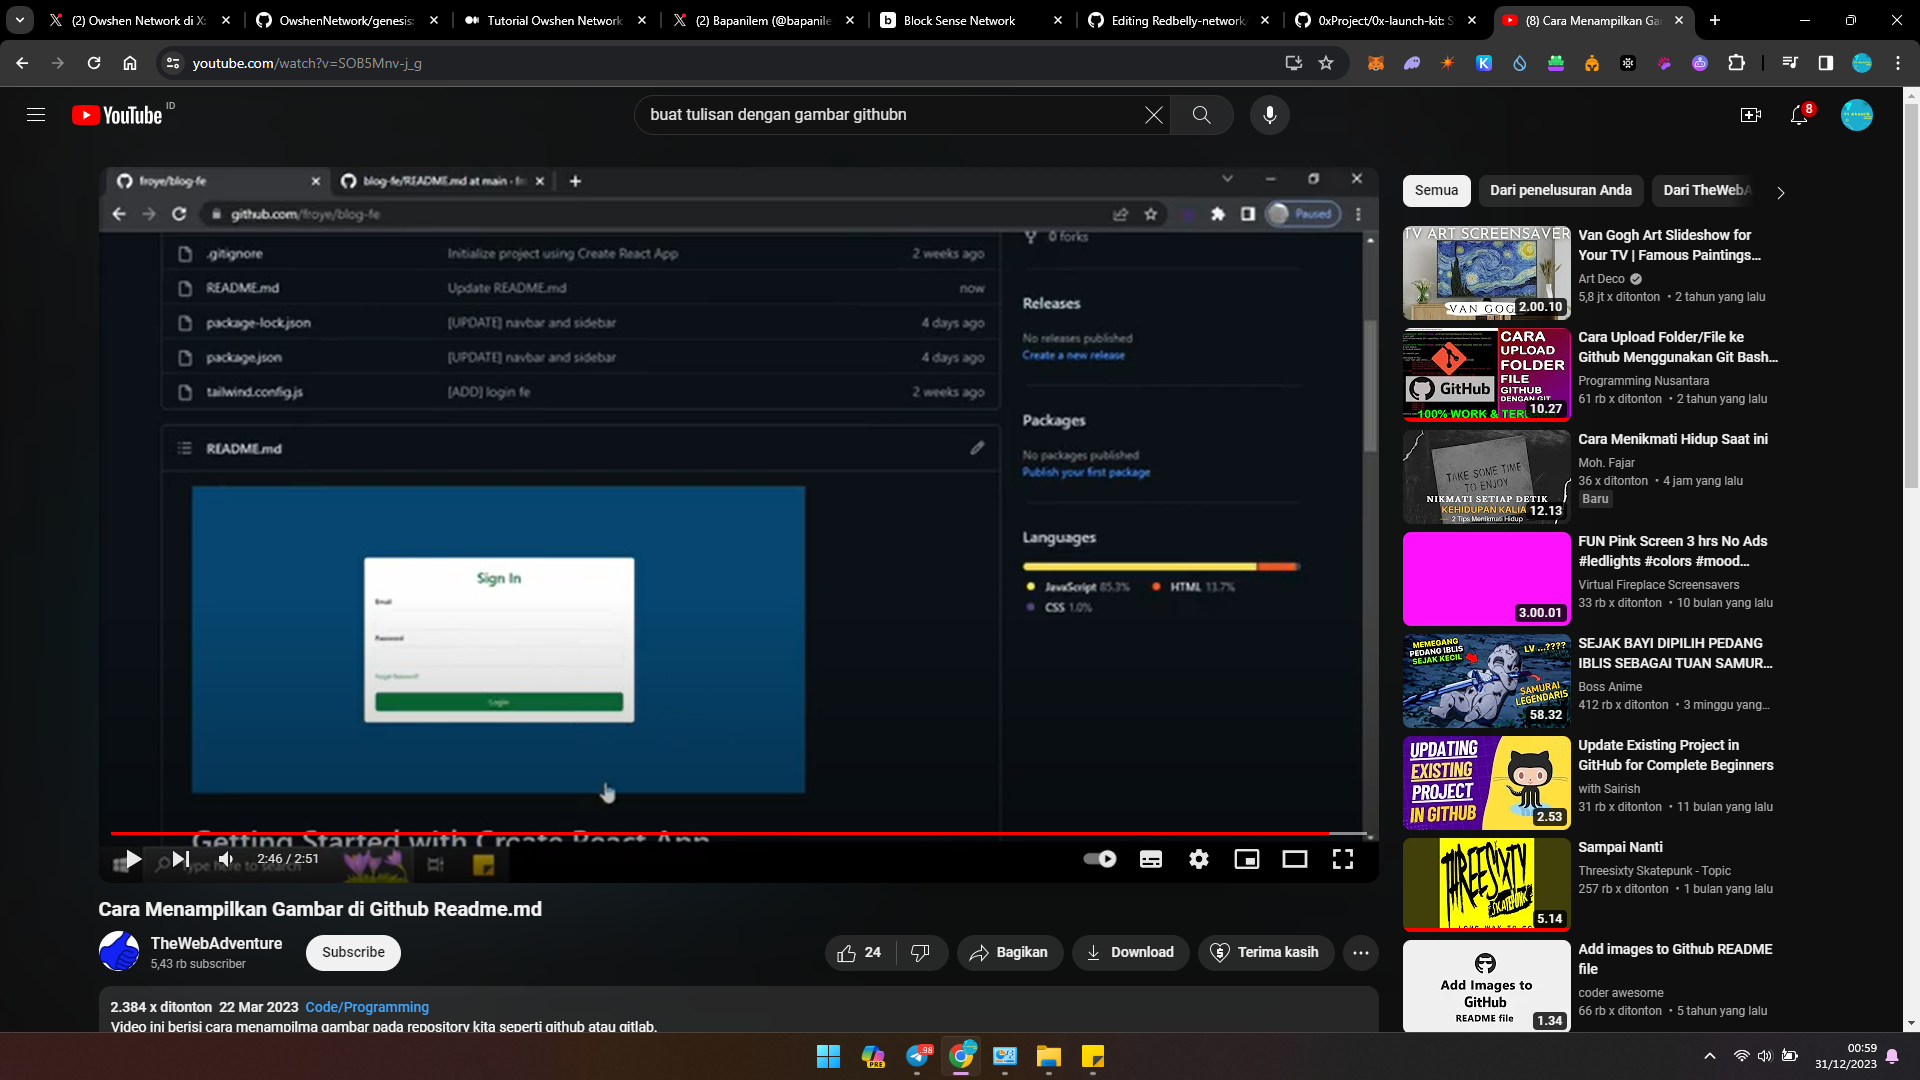 (2) Owshen Network di X
OwshenNetwork/genesis
Tutorial Owshen Network
(2) Bapanilem (@bapanile
Block Sense Network
Editing Redbelly-network
0xProject/0x-launch-kit: S
(8) Cara Menampilkan Ga
youtube.com/watch?v=SOB5Mnv-j_g
YouTube ID
buat tulisan dengan gambar githubn
8
froye/blog-fe
blog-fe/README.md at main · fr
github.com/froye/blog-fe
Paused
.gitignore Initialize project using Create React App 2 weeks ago
README.md Update README.md now
package-lock.json [UPDATE] navbar and sidebar 4 days ago
package.json [UPDATE] navbar and sidebar 4 days ago
tailwind.config.js [ADD] login fe 2 weeks ago
README.md
Sign In
Email
Password
Forgot Password?
Login
Getting Started with Create React App
0 forks
Releases
No releases published
Create a new release
Packages
No packages published
Publish your first package
Languages
JavaScript 85.3% HTML 13.7%
CSS 1.0%
Type here to search
2:46 / 2:51
Cara Menampilkan Gambar di Github Readme.md
TheWebAdventure
5,43 rb subscriber
Subscribe
24
Bagikan
Download
Terima kasih
2.384 x ditonton 22 Mar 2023 Code/Programming
Video ini berisi cara menampilma gambar pada repository kita seperti github atau gitlab.
Semua
Dari penelusuran Anda
Dari TheWebA
TV ART SCREENSAVER
VAN GOG
2.00.10
Van Gogh Art Slideshow for
Your TV | Famous Paintings...
Art Deco
5,8 jt x ditonton • 2 tahun yang lalu
CARA
UPLOAD
FOLDER
FILE
GITHUB
DENGAN GIT
GitHub
100% WORK & TER
10.27
Cara Upload Folder/File ke
Github Menggunakan Git Bash...
Programming Nusantara
61 rb x ditonton • 2 tahun yang lalu
TAKE SOME TIME
TO ENJOY
NIKMATI SETIAP DETIK
KEHIDUPAN KALIA
2 Tips Menikmati Hidup
12.13
Cara Menikmati Hidup Saat ini
Moh. Fajar
36 x ditonton • 4 jam yang lalu
Baru
3.00.01
FUN Pink Screen 3 hrs No Ads
#ledlights #colors #mood...
Virtual Fireplace Screensavers
33 rb x ditonton • 10 bulan yang lalu
MEMEGANG
PEDANG IBLIS
SEJAK KECIL
LV ...????
SAMURAI
LEGENDARIS
58.32
SEJAK BAYI DIPILIH PEDANG
IBLIS SEBAGAI TUAN SAMUR...
Boss Anime
412 rb x ditonton • 3 minggu yang...
UPDATING
EXISTING
PROJECT
IN GITHUB
2.53
Update Existing Project in
GitHub for Complete Beginners
with Sairish
31 rb x ditonton • 11 bulan yang lalu
THREESIXTY
SKATEPUNK
LONG WAY TO GO
5.14
Sampai Nanti
Threesixty Skatepunk - Topic
257 rb x ditonton • 1 bulan yang lalu
Add Images to
GitHub
README file
1.34
Add images to Github README
file
coder awesome
66 rb x ditonton • 5 tahun yang lalu
PRE
98
00:59
31/12/2023